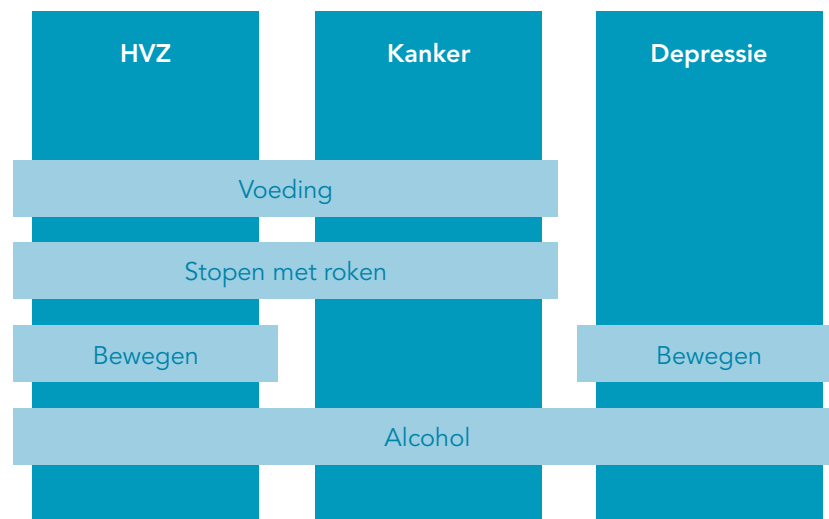 HVZ
Kanker
Depressie
Voeding
Stopen met roken
Bewegen
Bewegen
Alcohol